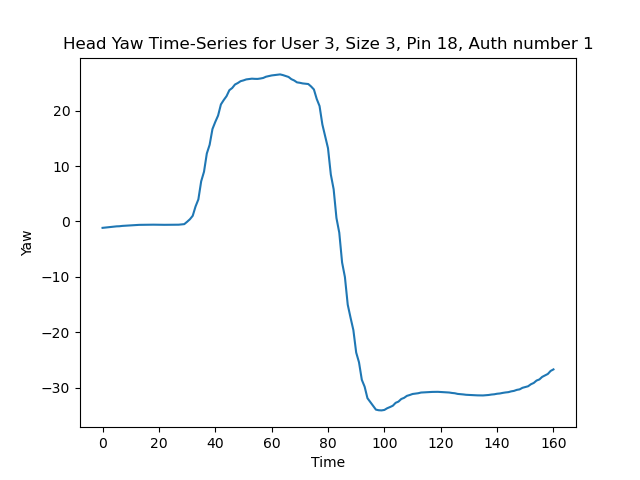 Head Yaw Time-Series for User 3, Size 3, Pin 18, Auth number 1
20
10
0
−10
−20
−30
Yaw
0 20 40 60 80 100 120 140 160
Time